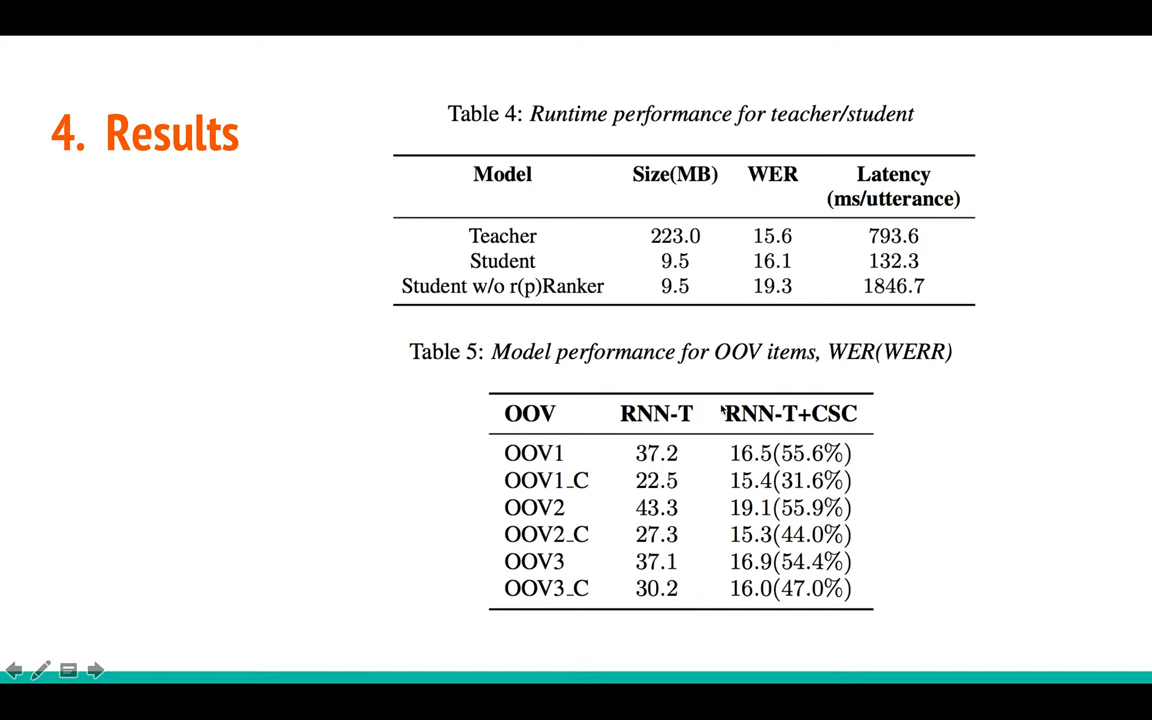 4. Results
Table 4: Runtime performance for teacher/student
Model Size(MB) WER Latency (ms/utterance)
Teacher 223.0 15.6 793.6
Student 9.5 16.1 132.3
Student w/o r(p)Ranker 9.5 19.3 1846.7
Table 5: Model performance for OOV items, WER(WERR)
OOV RNN-T RNN-T+CSC
OOV1 37.2 16.5(55.6%)
OOV1_C 22.5 15.4(31.6%)
OOV2 43.3 19.1(55.9%)
OOV2_C 27.3 15.3(44.0%)
OOV3 37.1 16.9(54.4%)
OOV3_C 30.2 16.0(47.0%)